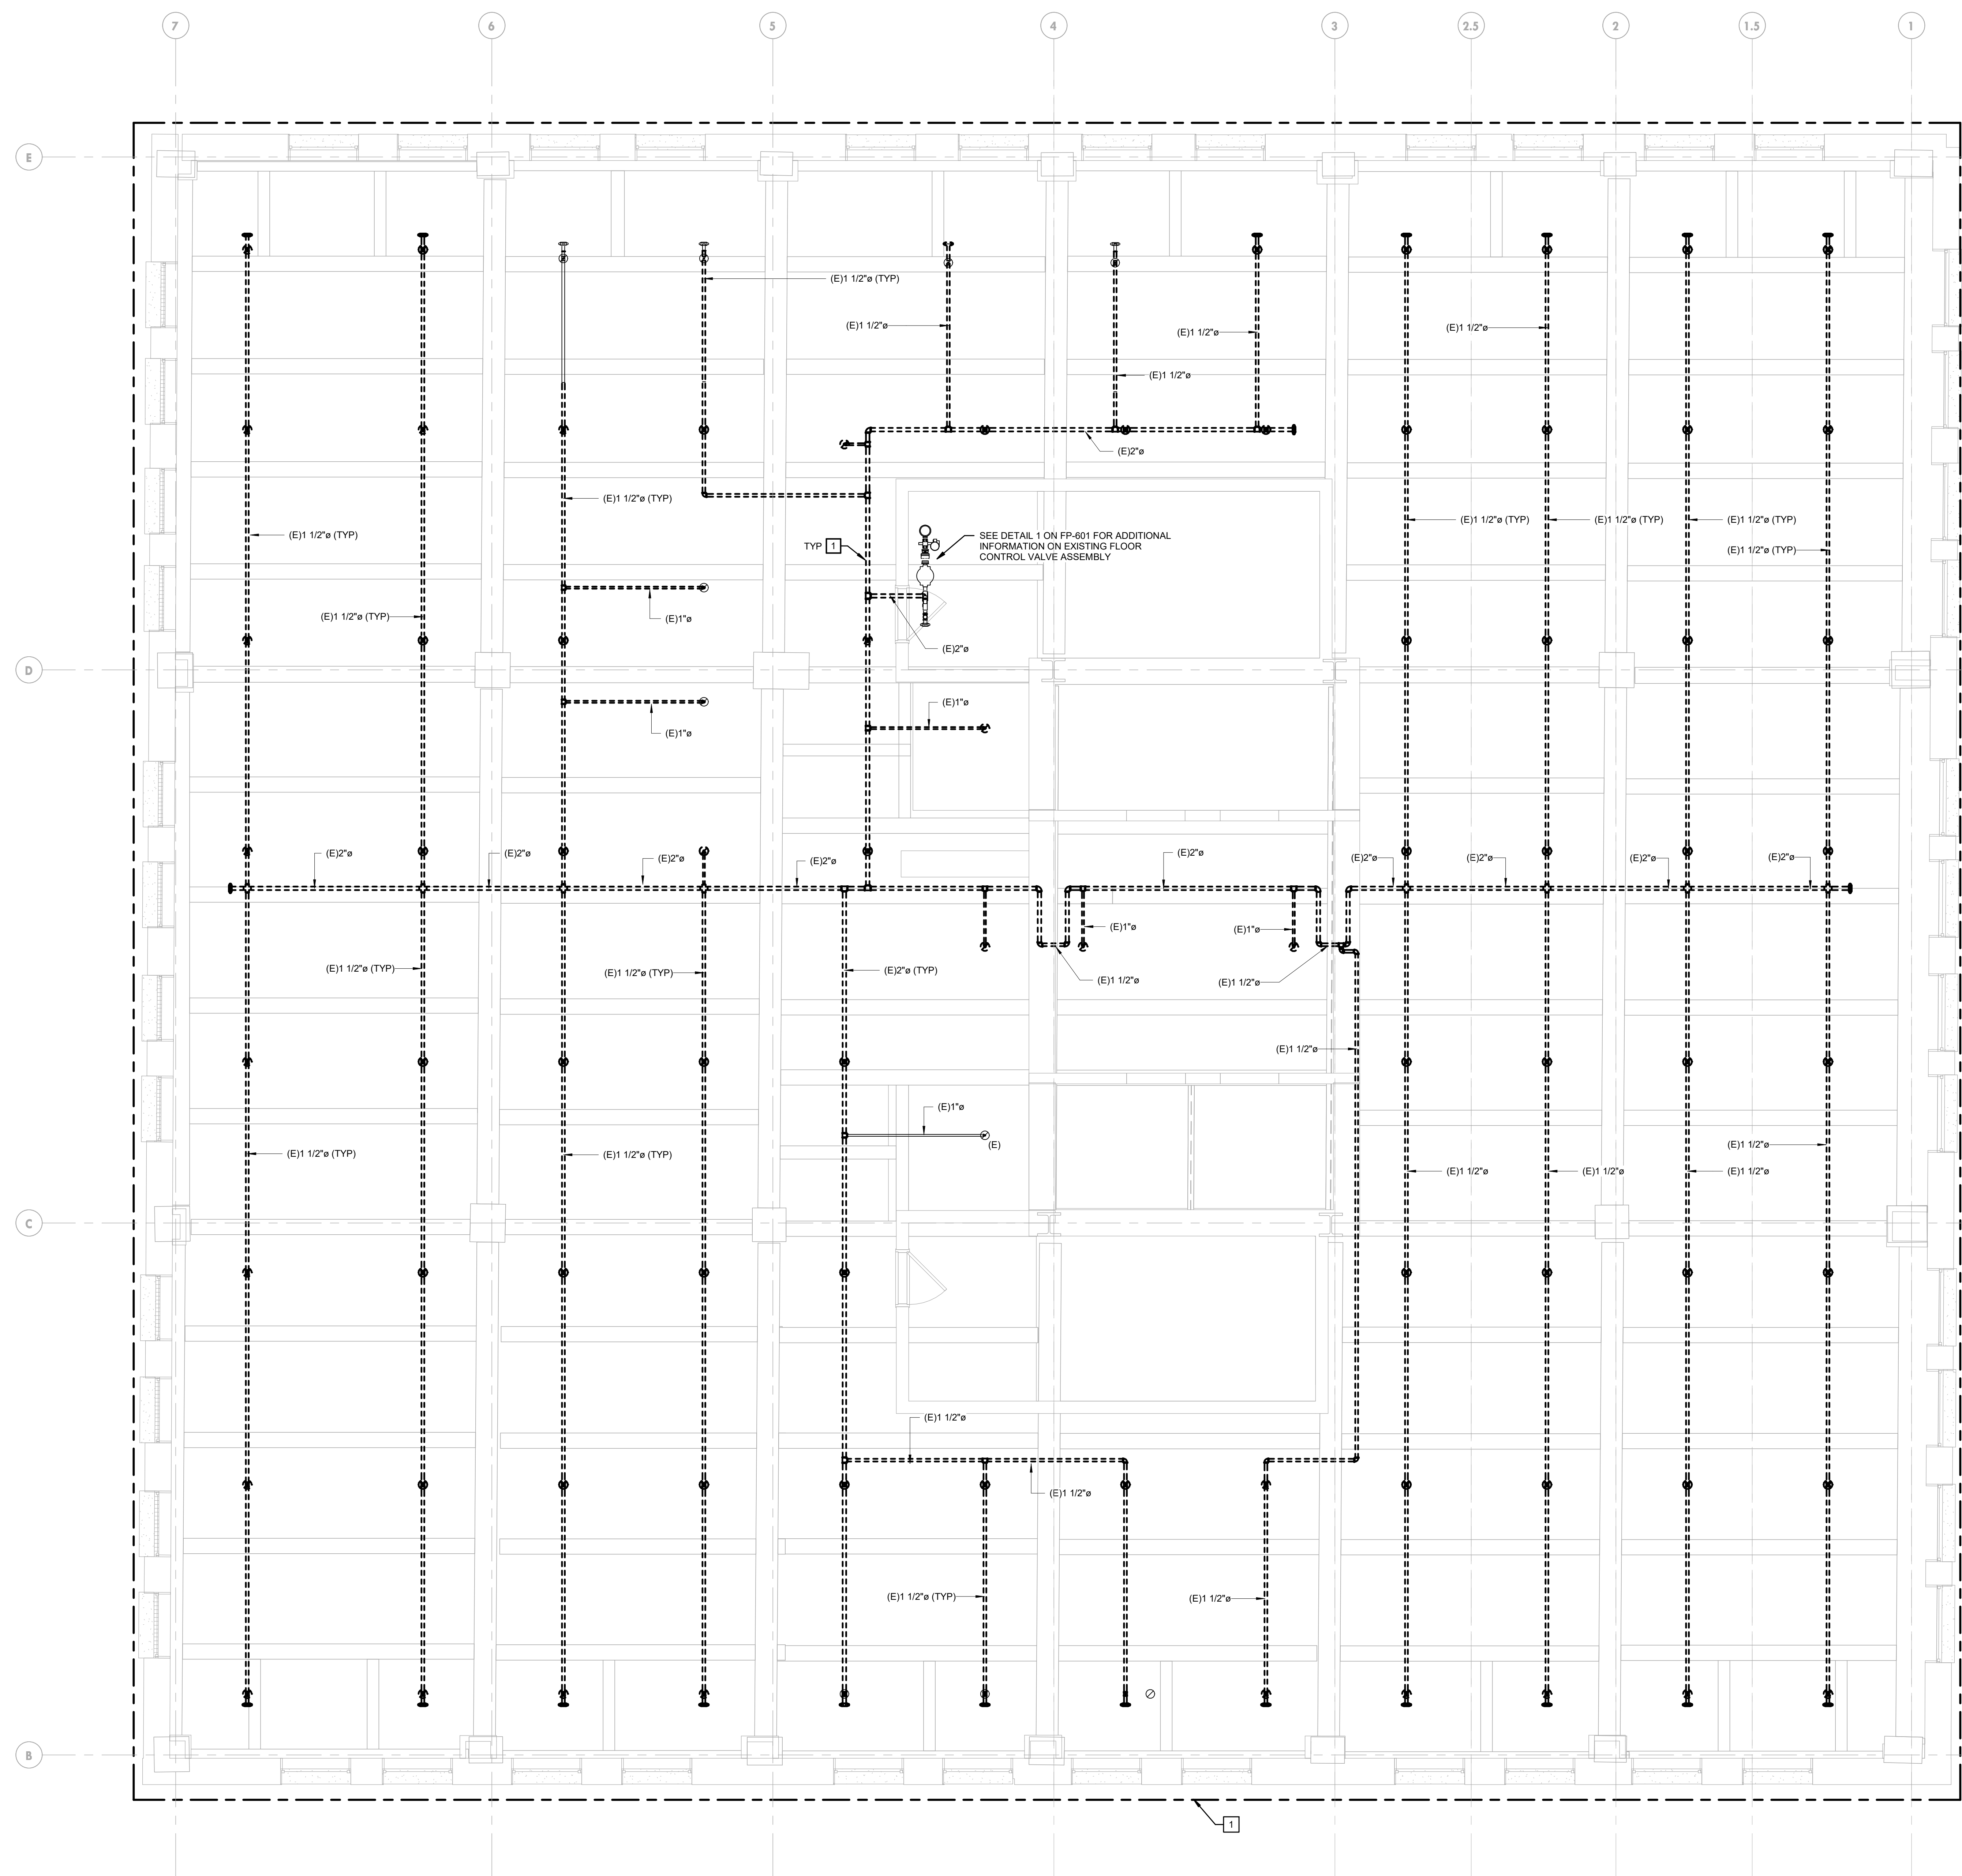 7 6 5 4 3 2.5 2 1.5 1
E
(E)1 1/2"ø (TYP)
(E)1 1/2"ø
(E)1 1/2"ø
(E)1 1/2"ø
(E)1 1/2"ø
(E)2"ø
(E)1 1/2"ø (TYP)
(E)1 1/2"ø (TYP)
(E)1 1/2"ø (TYP)
(E)1 1/2"ø (TYP)
(E)1 1/2"ø (TYP)
(E)1 1/2"ø (TYP)
TYP 1
SEE DETAIL 1 ON FP-601 FOR ADDITIONAL
INFORMATION ON EXISTING FLOOR
CONTROL VALVE ASSEMBLY
(E)1 1/2"ø (TYP)
(E)1"ø
(E)2"ø
D
(E)1"ø
(E)1"ø
(E)2"ø
(E)2"ø
(E)2"ø
(E)2"ø
(E)2"ø
(E)2"ø
(E)2"ø
(E)2"ø
(E)2"ø
(E)1"ø
(E)1"ø
(E)1 1/2"ø (TYP)
(E)1 1/2"ø (TYP)
(E)2"ø (TYP)
(E)1 1/2"ø
(E)1 1/2"ø
(E)1 1/2"ø
(E)1"ø
(E)
(E)1 1/2"ø
(E)1 1/2"ø (TYP)
(E)1 1/2"ø (TYP)
(E)1 1/2"ø
(E)1 1/2"ø
(E)1 1/2"ø
C
(E)1 1/2"ø
(E)1 1/2"ø
(E)1 1/2"ø (TYP)
(E)1 1/2"ø
B
1